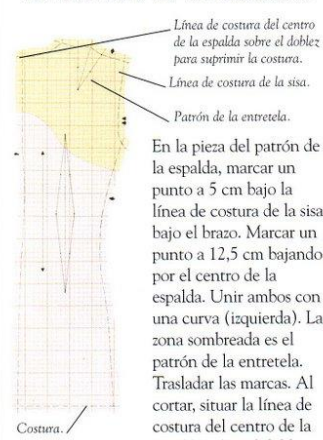 Línea de costura del centro
de la espalda sobre el doblez
para suprimir la costura.
Línea de costura de la sisa.
Patrón de la entretela.
En la pieza del patrón de
la espalda, marcar un
punto a 5 cm bajo la
línea de costura de la sisa
bajo el brazo. Marcar un
punto a 12,5 cm bajando
por el centro de la
espalda. Unir ambos con
una curva (izquierda). La
zona sombreada es el
patrón de la entretela.
Trasladar las marcas. Al
cortar, situar la línea de
costura del centro de la
Costura.